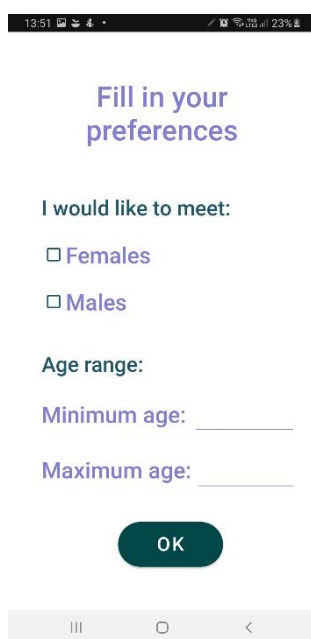 13:51 23%
Fill in your
preferences
I would like to meet:
Females
Males
Age range:
Minimum age:
Maximum age:
OK